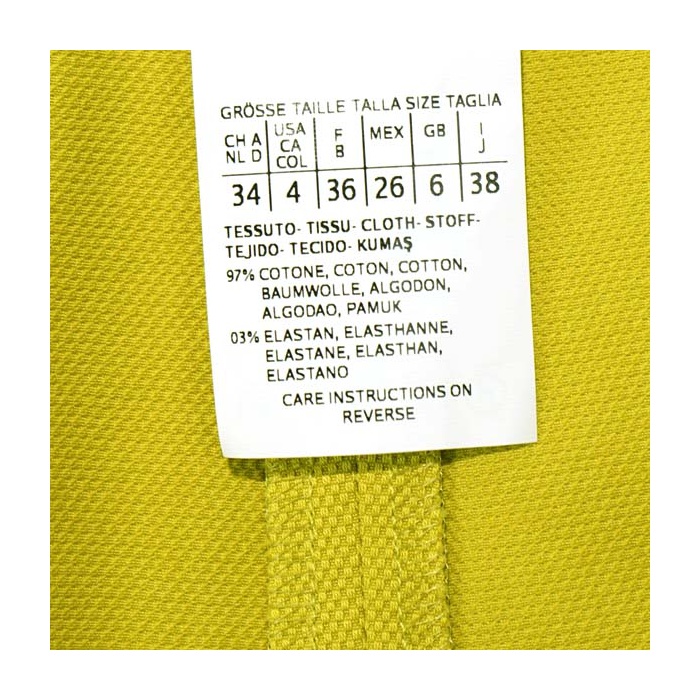 GRÖSSE TAILLE TALLA SIZE TAGLIA
CH A USA F MEX GB I
NL D CA B J
COL
34 4 36 26 6 38
TESSUTO- TISSU- CLOTH- STOFF-
TEJIDO- TECIDO- KUMAŞ
97% COTONE, COTON, COTTON,
BAUMWOLLE, ALGODON,
ALGODAO, PAMUK
03% ELASTAN, ELASTHANNE,
ELASTANE, ELASTHAN,
ELASTANO
CARE INSTRUCTIONS ON
REVERSE